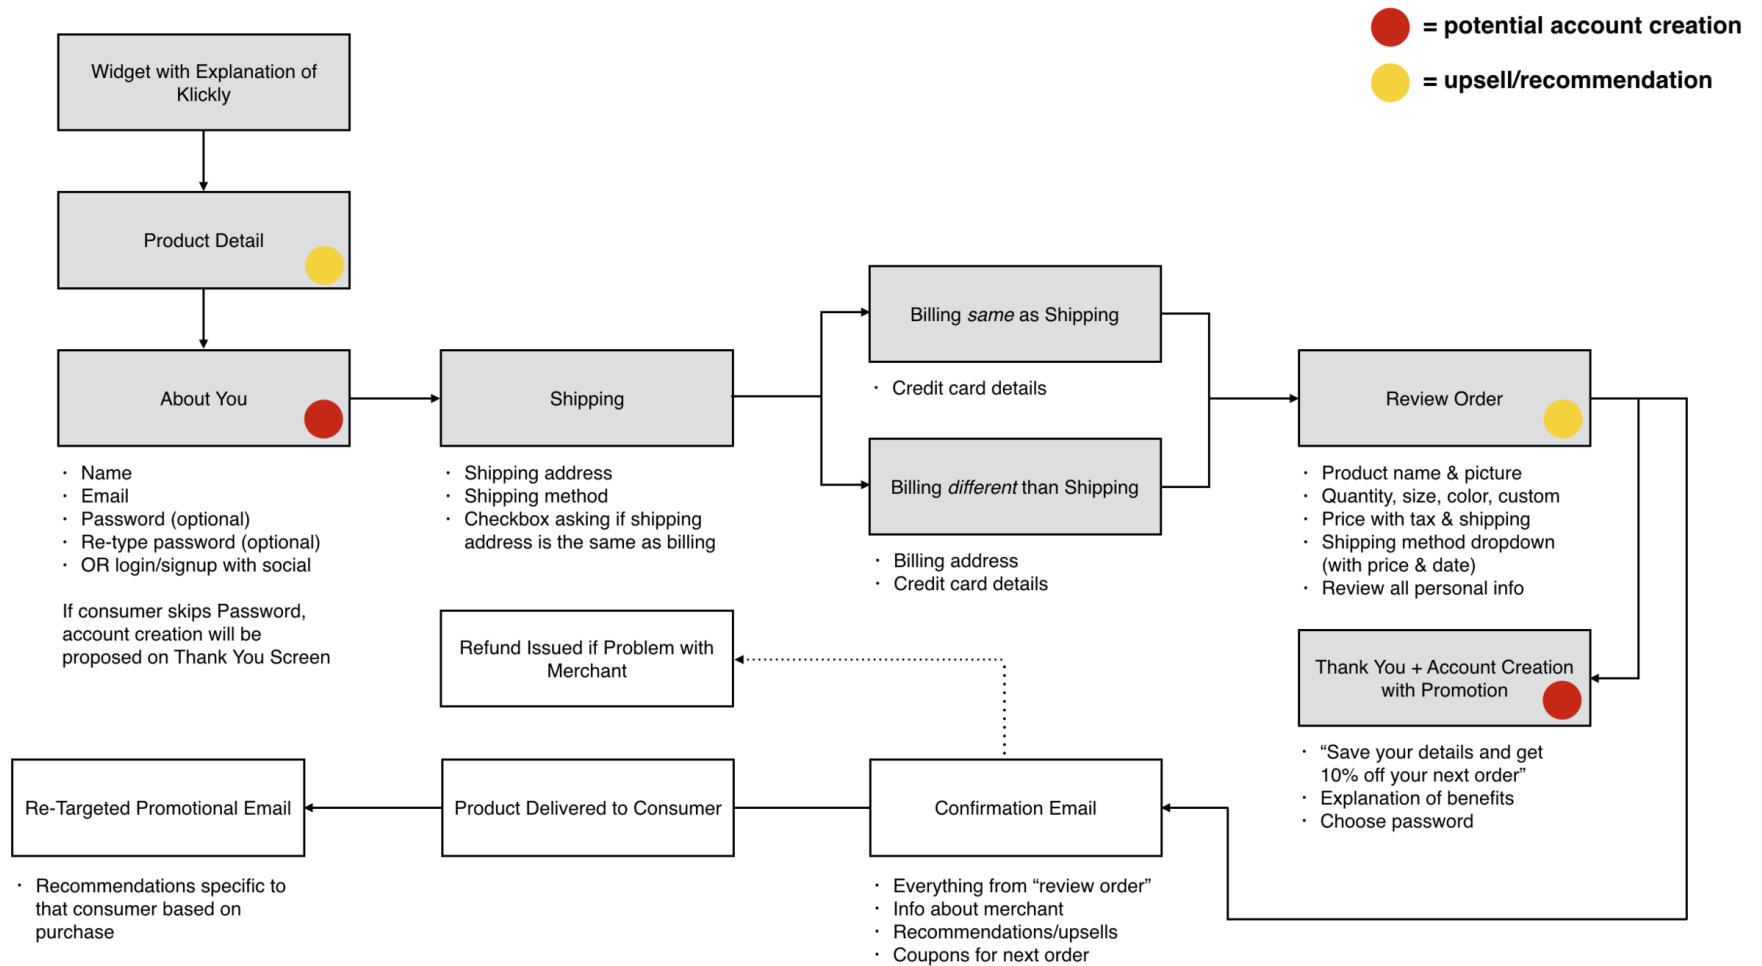 = potential account creation
= upsell/recommendation
Widget with Explanation of
Klickly
Product Detail
About You
· Name
· Email
· Password (optional)
· Re-type password (optional)
· OR login/signup with social
If consumer skips Password,
account creation will be
proposed on Thank You Screen
Shipping
· Shipping address
· Shipping method
· Checkbox asking if shipping
address is the same as billing
Billing same as Shipping
· Credit card details
Billing different than Shipping
· Billing address
· Credit card details
Review Order
· Product name & picture
· Quantity, size, color, custom
· Price with tax & shipping
· Shipping method dropdown
(with price & date)
· Review all personal info
Thank You + Account Creation
with Promotion
· “Save your details and get
10% off your next order”
· Explanation of benefits
· Choose password
Refund Issued if Problem with
Merchant
Confirmation Email
· Everything from “review order”
· Info about merchant
· Recommendations/upsells
· Coupons for next order
Product Delivered to Consumer
Re-Targeted Promotional Email
· Recommendations specific to
that consumer based on
purchase